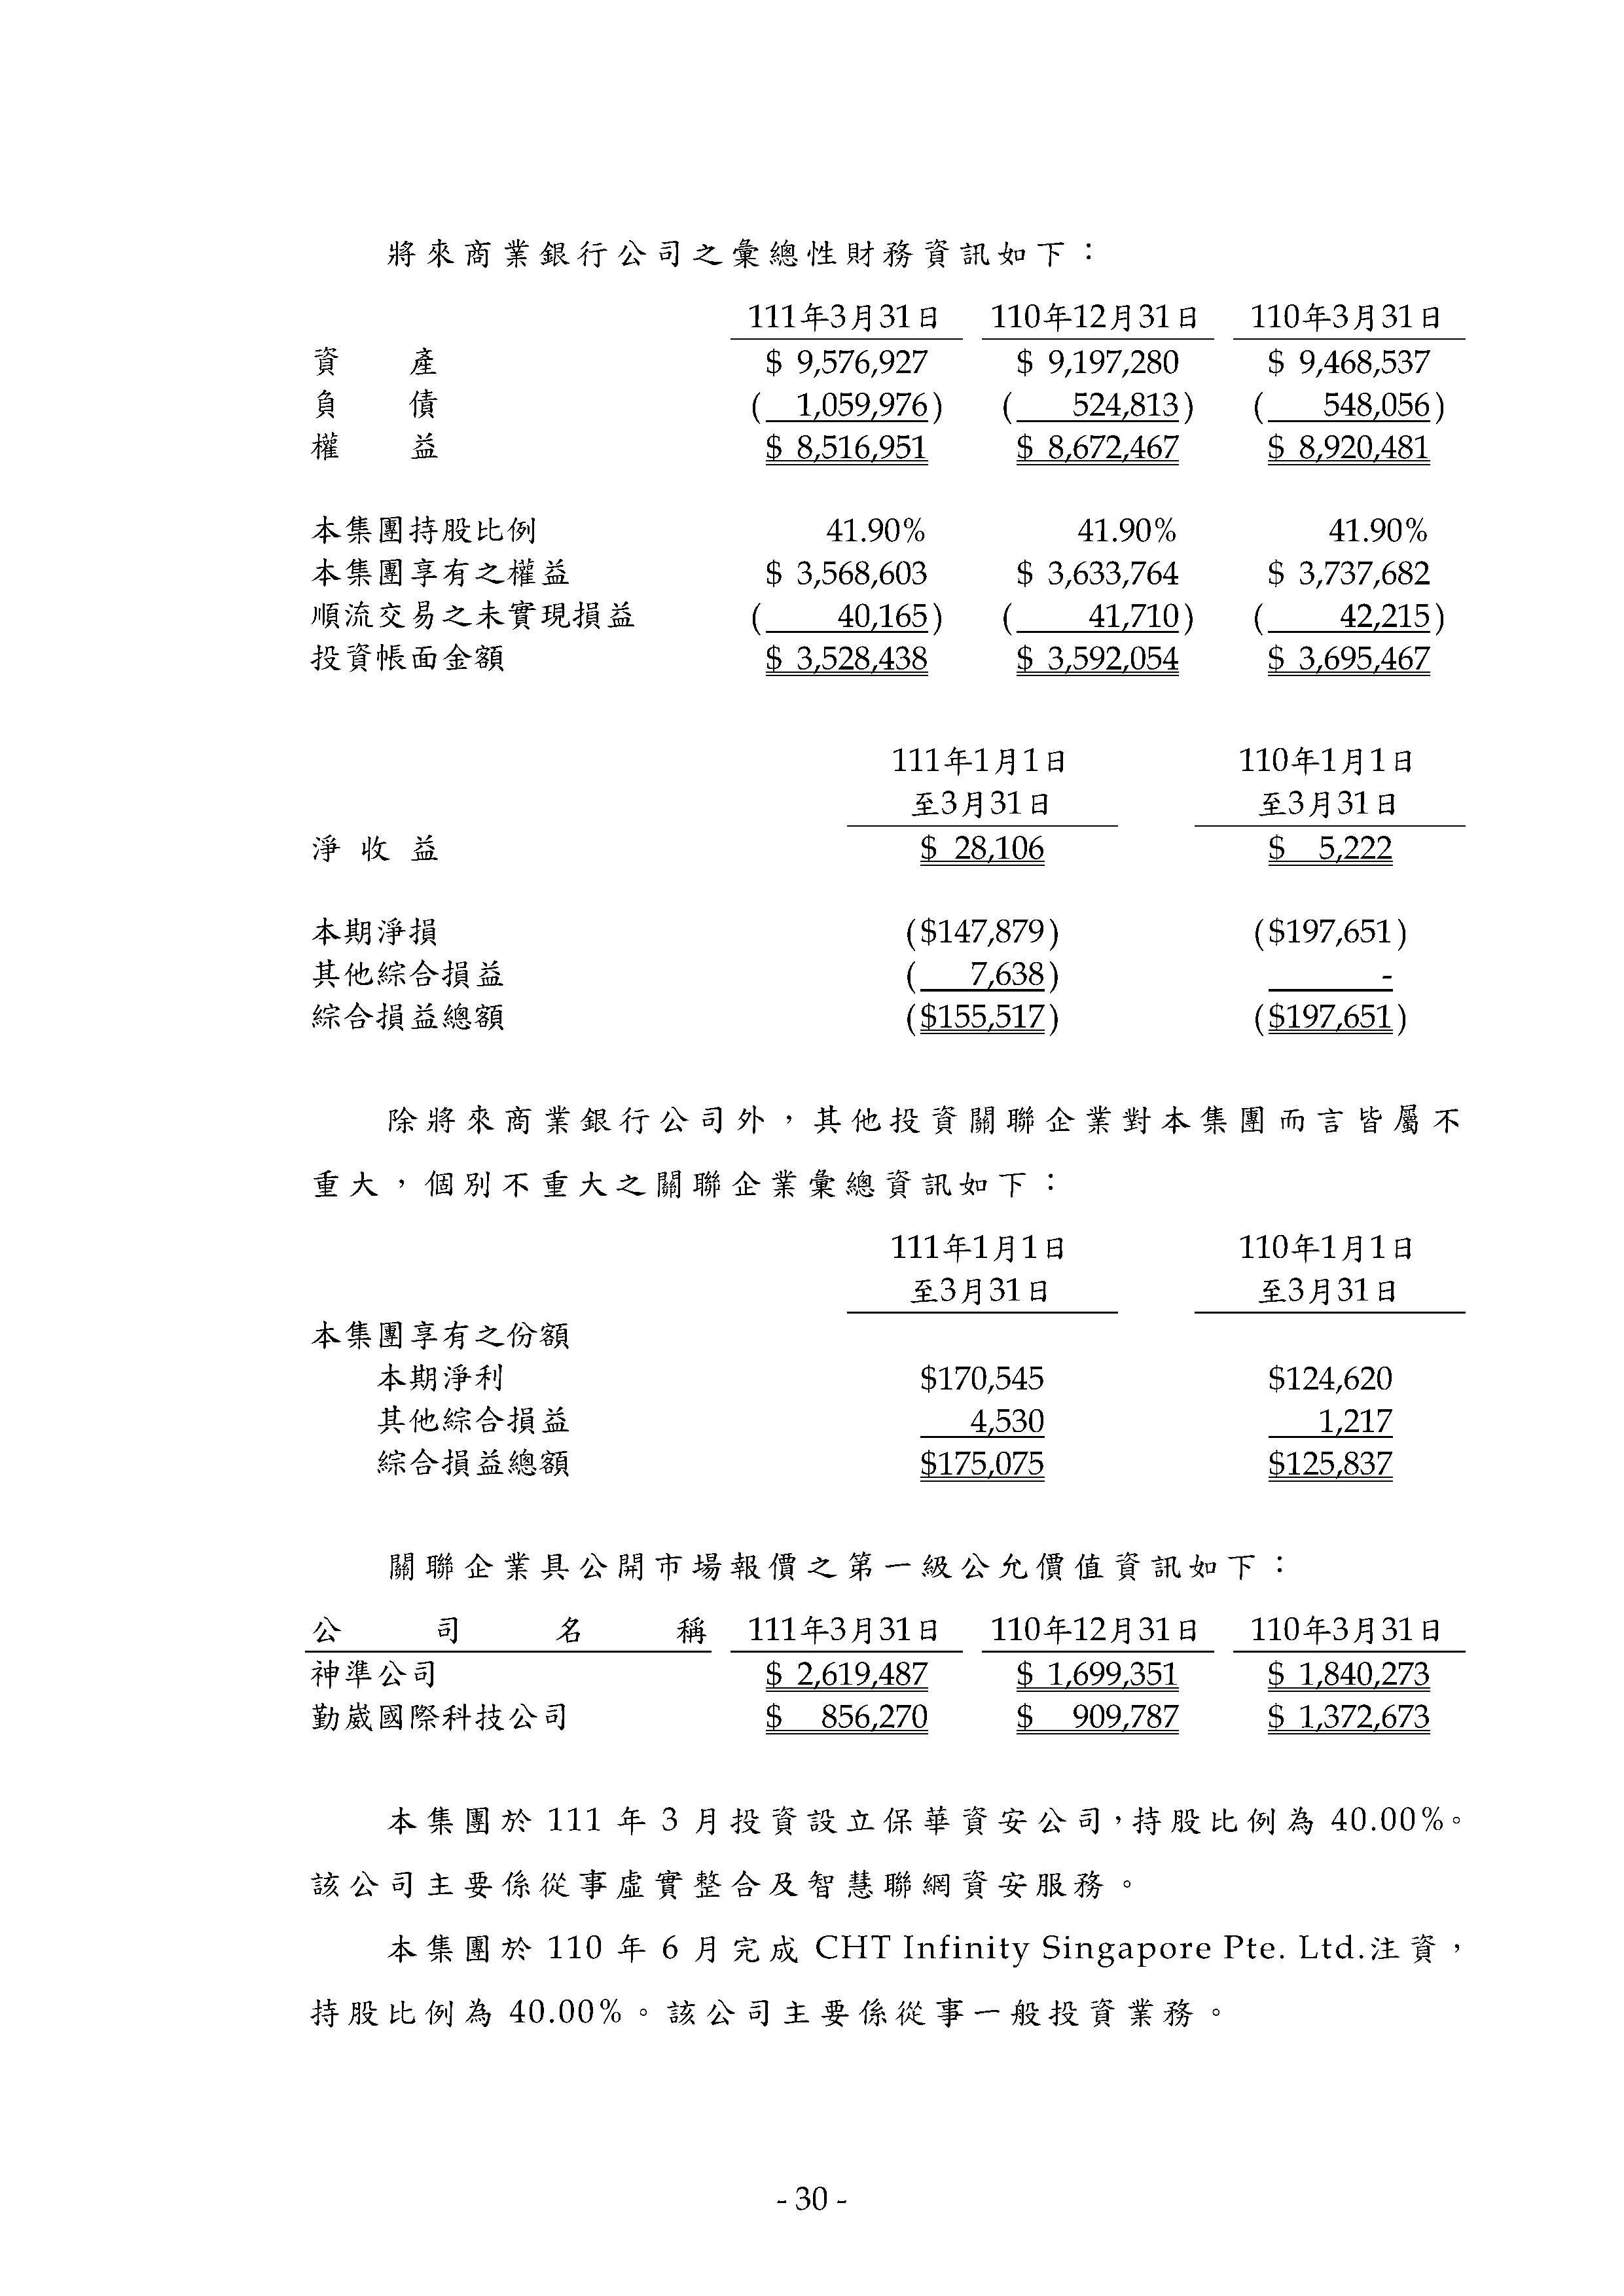 將來商業銀行公司之彙總性財務資訊如下：
111年3月31日 110年12月31日 110年3月31日
資產 $ 9,576,927 $ 9,197,280 $ 9,468,537
負債 ( 1,059,976) ( 524,813) ( 548,056)
權益 $ 8,516,951 $ 8,672,467 $ 8,920,481
本集團持股比例 41.90% 41.90% 41.90%
本集團享有之權益 $ 3,568,603 $ 3,633,764 $ 3,737,682
順流交易之未實現損益 ( 40,165) ( 41,710) ( 42,215)
投資帳面金額 $ 3,528,438 $ 3,592,054 $ 3,695,467
111年1月1日 110年1月1日
至3月31日 至3月31日
淨收益 $ 28,106 $ 5,222
本期淨損 ($147,879) ($197,651)
其他綜合損益 ( 7,638) -
綜合損益總額 ($155,517) ($197,651)
除將來商業銀行公司外，其他投資關聯企業對本集團而言皆屬不
重大，個別不重大之關聯企業彙總資訊如下：
111年1月1日 110年1月1日
至3月31日 至3月31日
本集團享有之份額
本期淨利 $170,545 $124,620
其他綜合損益 4,530 1,217
綜合損益總額 $175,075 $125,837
關聯企業具公開市場報價之第一級公允價值資訊如下：
公司名稱 111年3月31日 110年12月31日 110年3月31日
神準公司 $ 2,619,487 $ 1,699,351 $ 1,840,273
勤崴國際科技公司 $ 856,270 $ 909,787 $ 1,372,673
本集團於 111 年 3 月投資設立保華資安公司，持股比例為 40.00%。
該公司主要係從事虛實整合及智慧聯網資安服務。
本集團於 110 年 6 月完成 CHT Infinity Singapore Pte. Ltd.注資，
持股比例為 40.00%。該公司主要係從事一般投資業務。
- 30 -